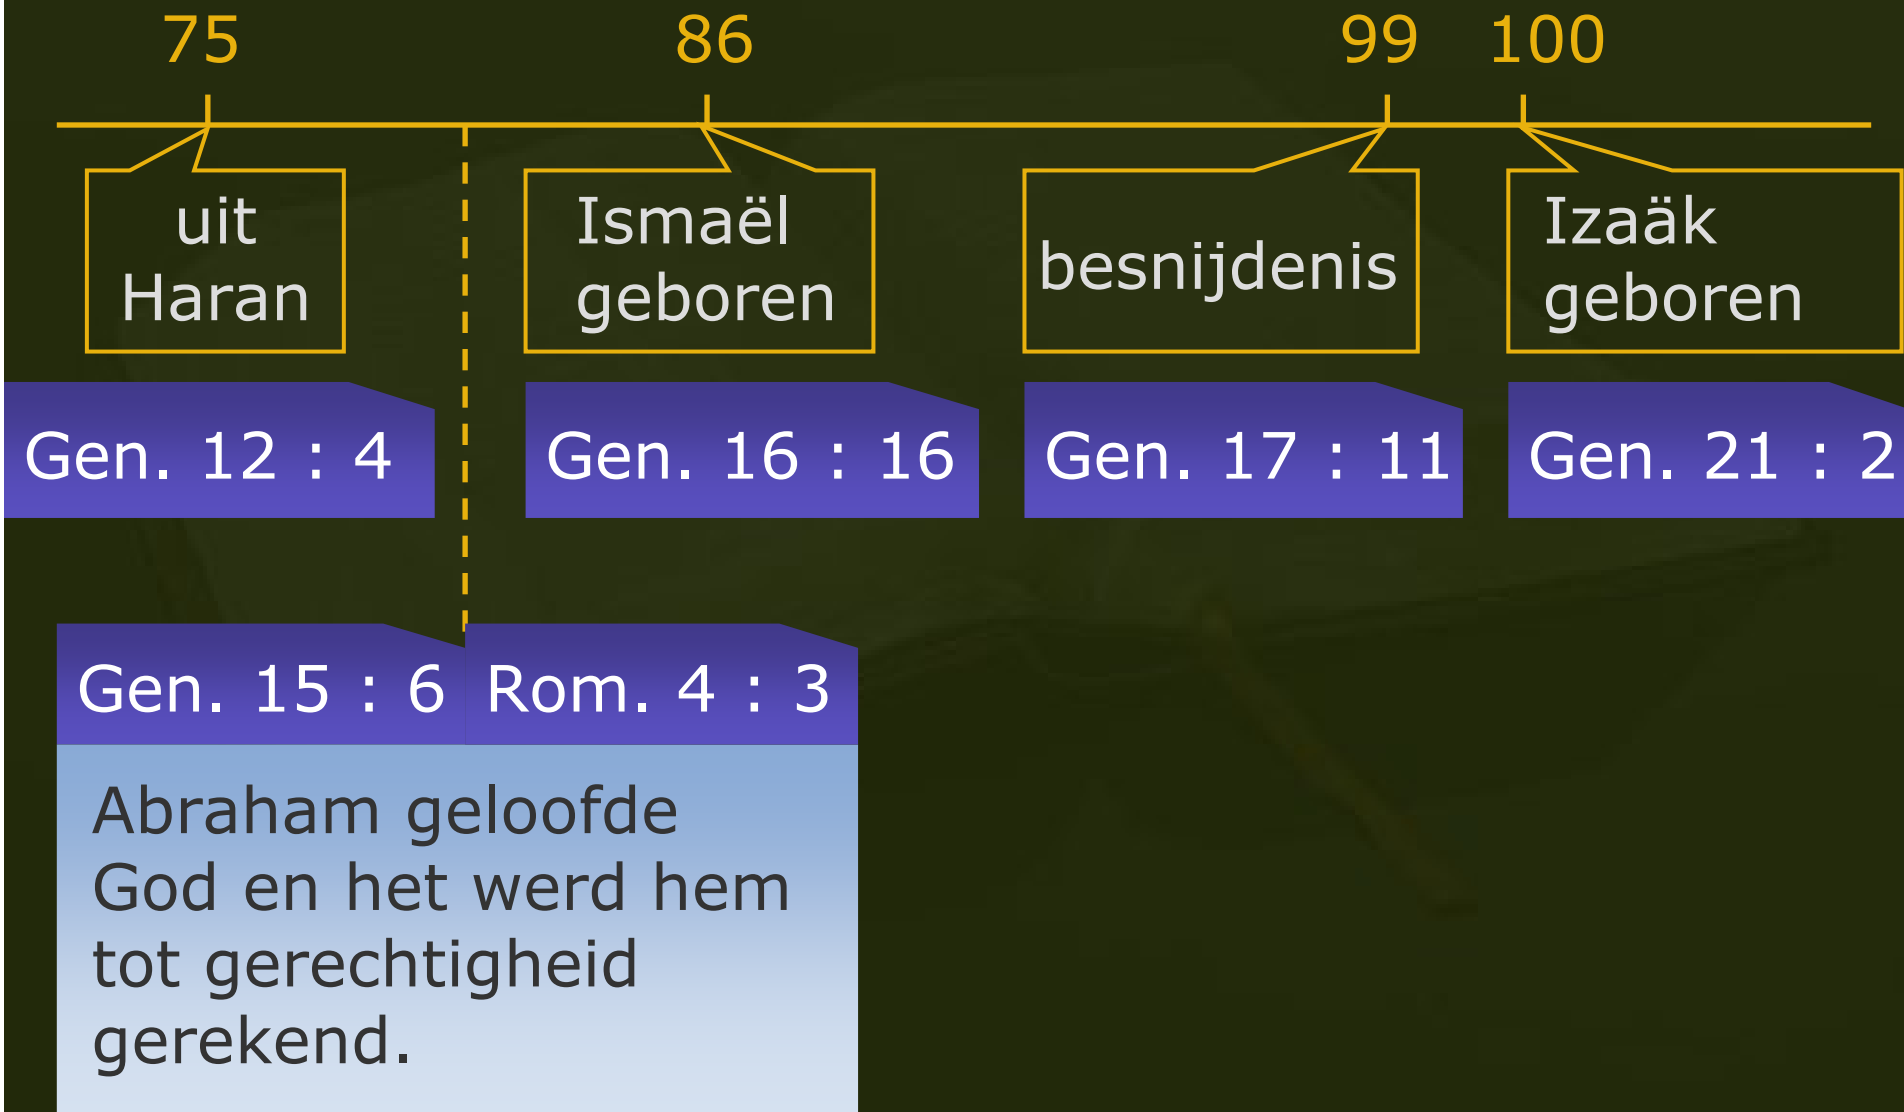 75 86 99 100
uit
Haran
Ismaël
geboren
besnijdenis
Izaäk
geboren
Gen. 12 : 4
Gen. 16 : 16
Gen. 17 : 11
Gen. 21 : 2
Gen. 15 : 6
Rom. 4 : 3
Abraham geloofde
God en het werd hem
tot gerechtigheid
gerekend.